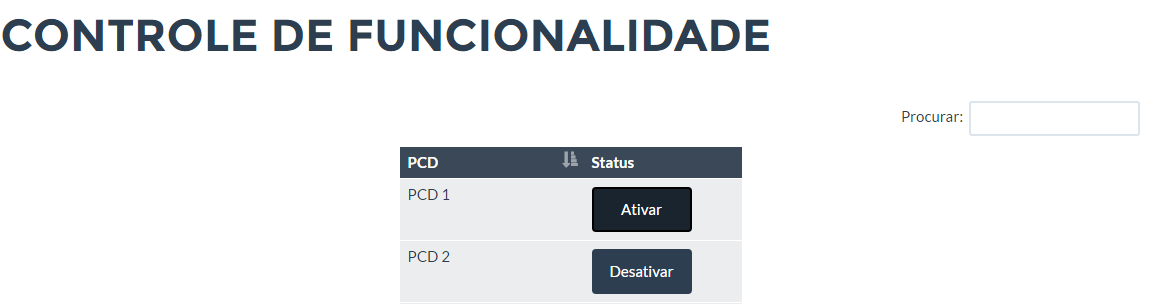 CONTROLE DE FUNCIONALIDADE
Procurar:
PCD Status
PCD 1 Ativar
PCD 2 Desativar